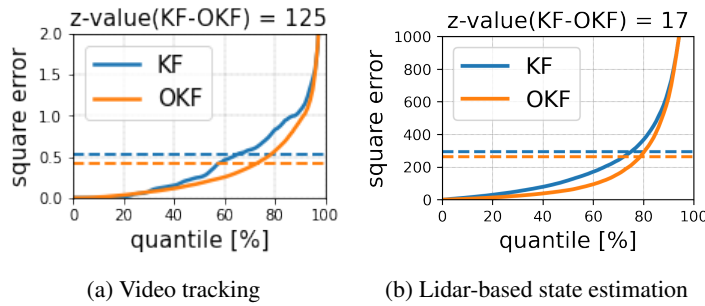 z-value(KF-OKF) = 125
2.0
1.5
1.0
0.5
0.0
square error
KF
OKF
0 20 40 60 80 100
quantile [%]
(a) Video tracking
z-value(KF-OKF) = 17
1000
800
600
400
200
0
square error
KF
OKF
0 20 40 60 80 100
quantile [%]
(b) Lidar-based state estimation